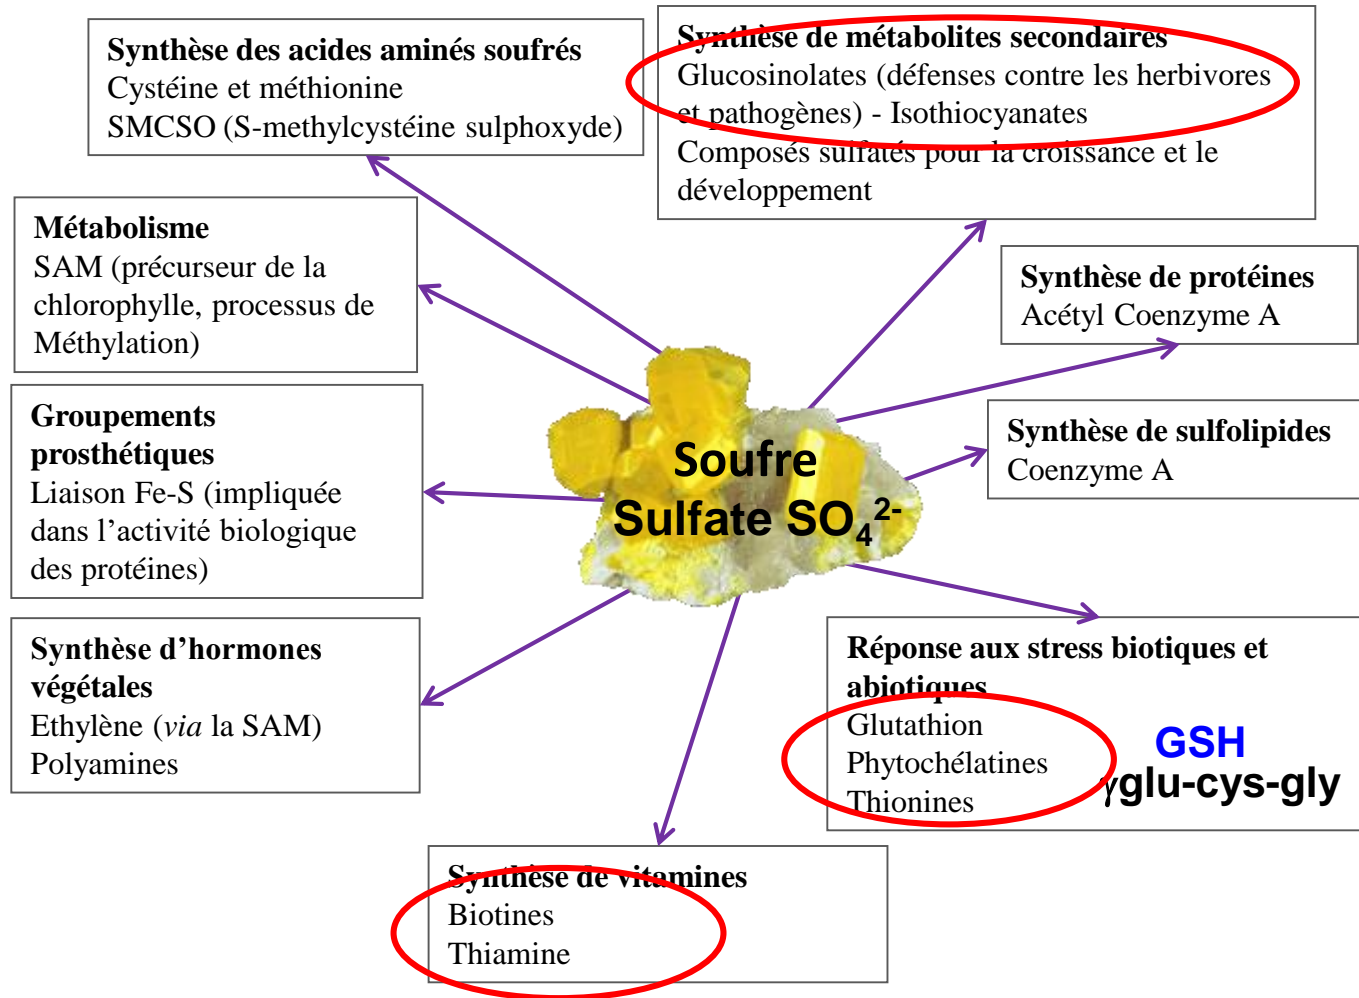 Synthèse des acides aminés soufrés
Cystéine et méthionine
SMCSO (S-methylcystéine sulphoxyde)
Synthèse de métabolites secondaires
Glucosinolates (défenses contre les herbivores
et pathogènes) - Isothiocyanates
Composés sulfatés pour la croissance et le
développement
Métabolisme
SAM (précurseur de la
chlorophylle, processus de
Méthylation)
Synthèse de protéines
Acétyl Coenzyme A
Groupements
prosthétiques
Liaison Fe-S (impliquée
dans l’activité biologique
des protéines)
Soufre
Sulfate SO₄²⁻
Synthèse de sulfolipides
Coenzyme A
Synthèse d’hormones
végétales
Ethylène (via la SAM)
Polyamines
Réponse aux stress biotiques et
abiotiques
Glutathion
Phytochélatines
Thionines
GSH
γglu-cys-gly
Synthèse de vitamines
Biotines
Thiamine